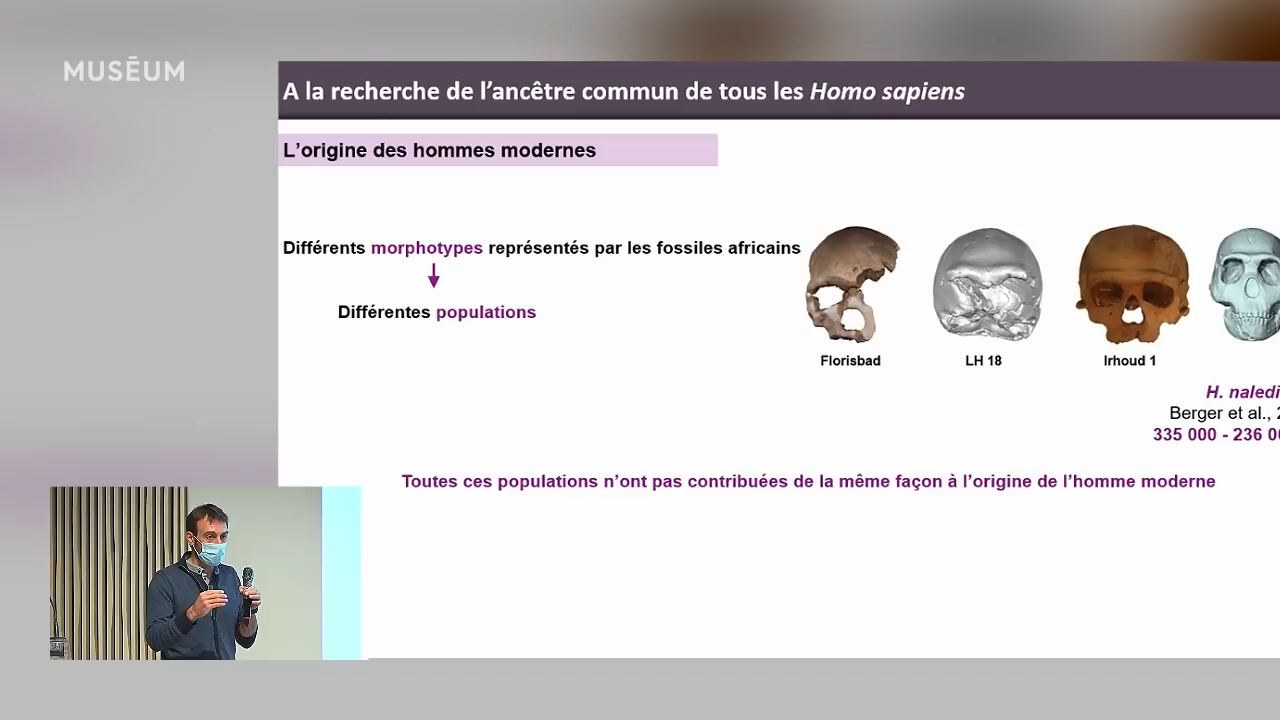 MUSĒUM
A la recherche de l'ancêtre commun de tous les Homo sapiens
L'origine des hommes modernes
Différents morphotypes représentés par les fossiles africains
Différentes populations
Florisbad
LH 18
Irhoud 1
H. naledi
Berger et al.,
335 000 - 236
Toutes ces populations n'ont pas contribuées de la même façon à l'origine de l'homme moderne